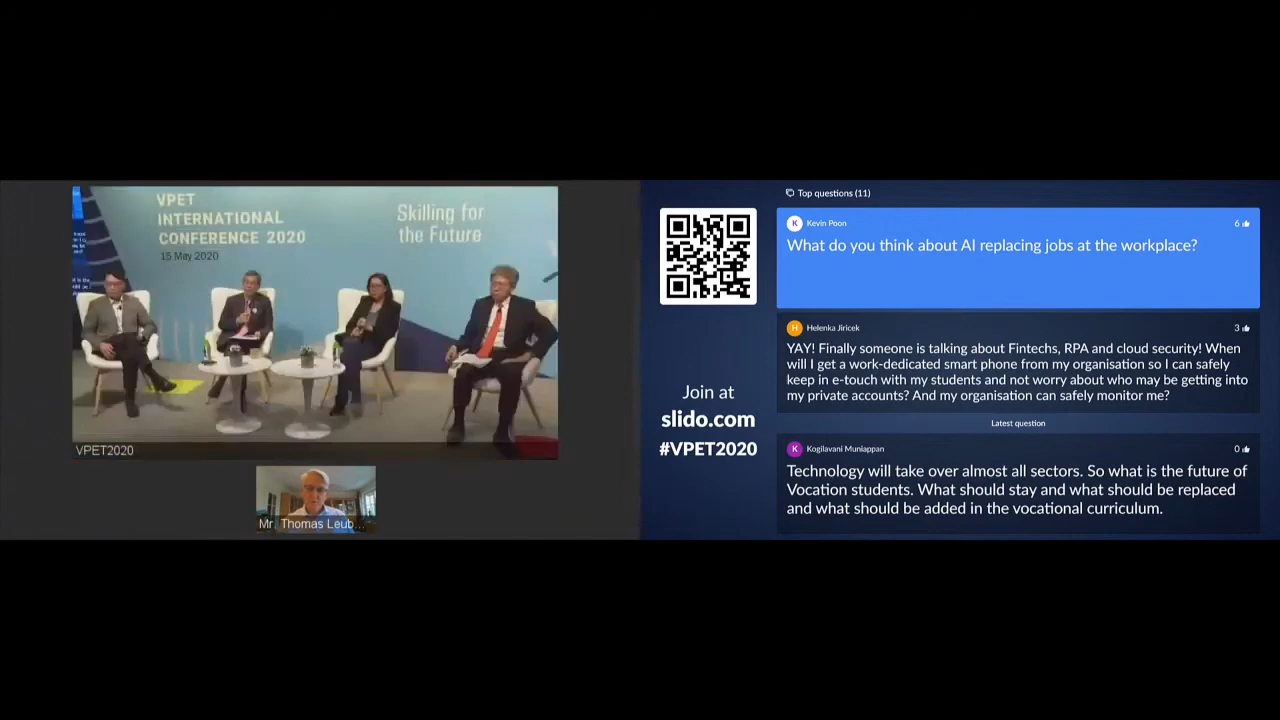 VPET
INTERNATIONAL
CONFERENCE 2020
15 May 2020
Skilling for
the Future
VPET2020
Mr. Thomas Leub...
Top questions (11)
Join at
slido.com
#VPET2020
K Kevin Poon 6
What do you think about AI replacing jobs at the workplace?
H Helenka Jiricek 3
YAY! Finally someone is talking about Fintechs, RPA and cloud security! When
will I get a work-dedicated smart phone from my organisation so I can safely
keep in e-touch with my students and not worry about who may be getting into
my private accounts? And my organisation can safely monitor me?
Latest question
K Kogilavani Muniappan 0
Technology will take over almost all sectors. So what is the future of
Vocation students. What should stay and what should be replaced
and what should be added in the vocational curriculum.